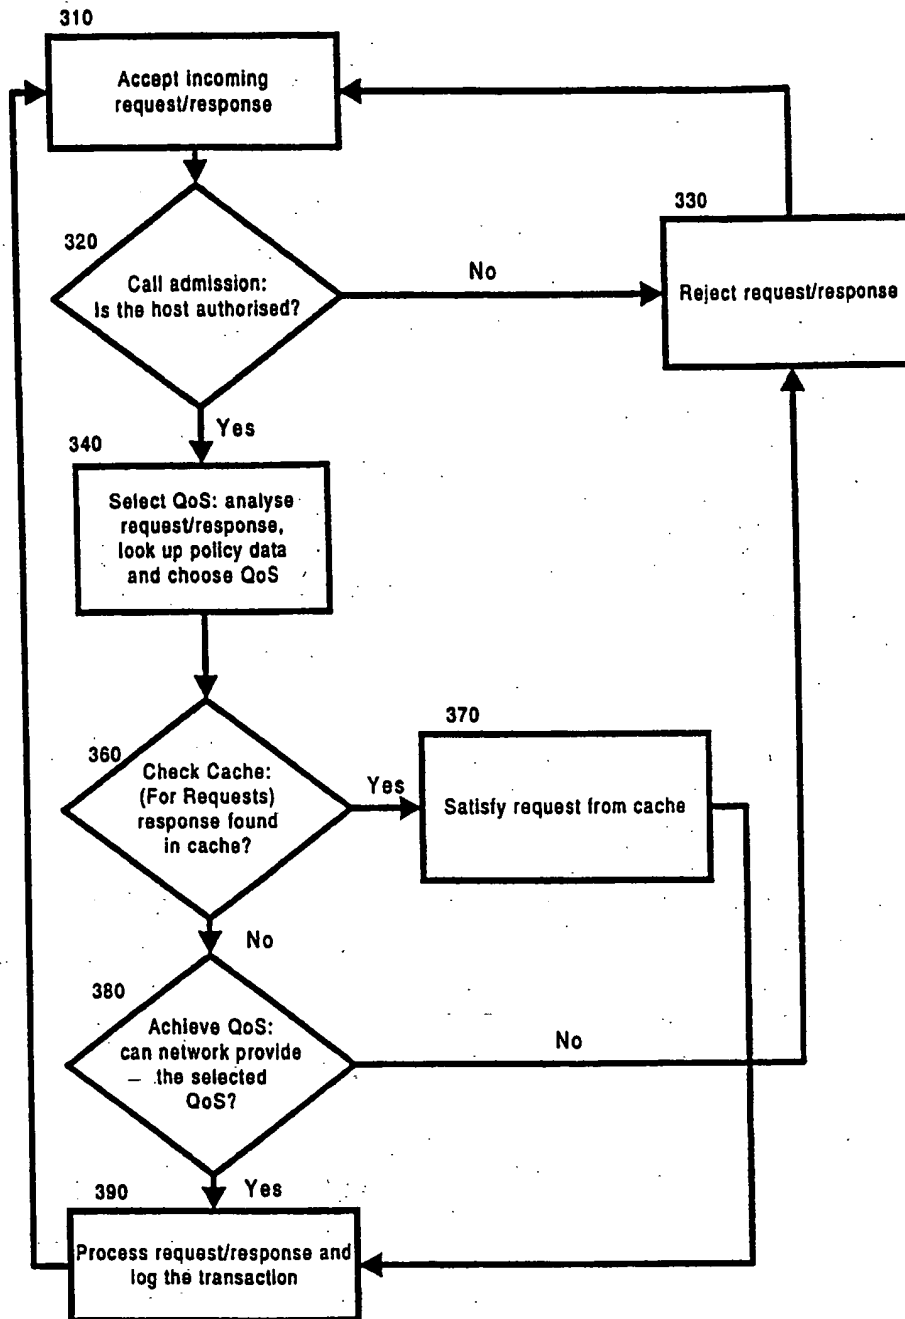 310
Accept incoming
request/response
320
Call admission:
Is the host authorised?
No
330
Reject request/response
Yes
340
Select QoS: analyse
request/response,
look up policy data
and choose QoS
360
Check Cache:
(For Requests)
response found
in cache?
Yes
370
Satisfy request from cache
No
380
Achieve QoS:
can network provide
the selected
QoS?
No
Yes
390
Process request/response and
log the transaction